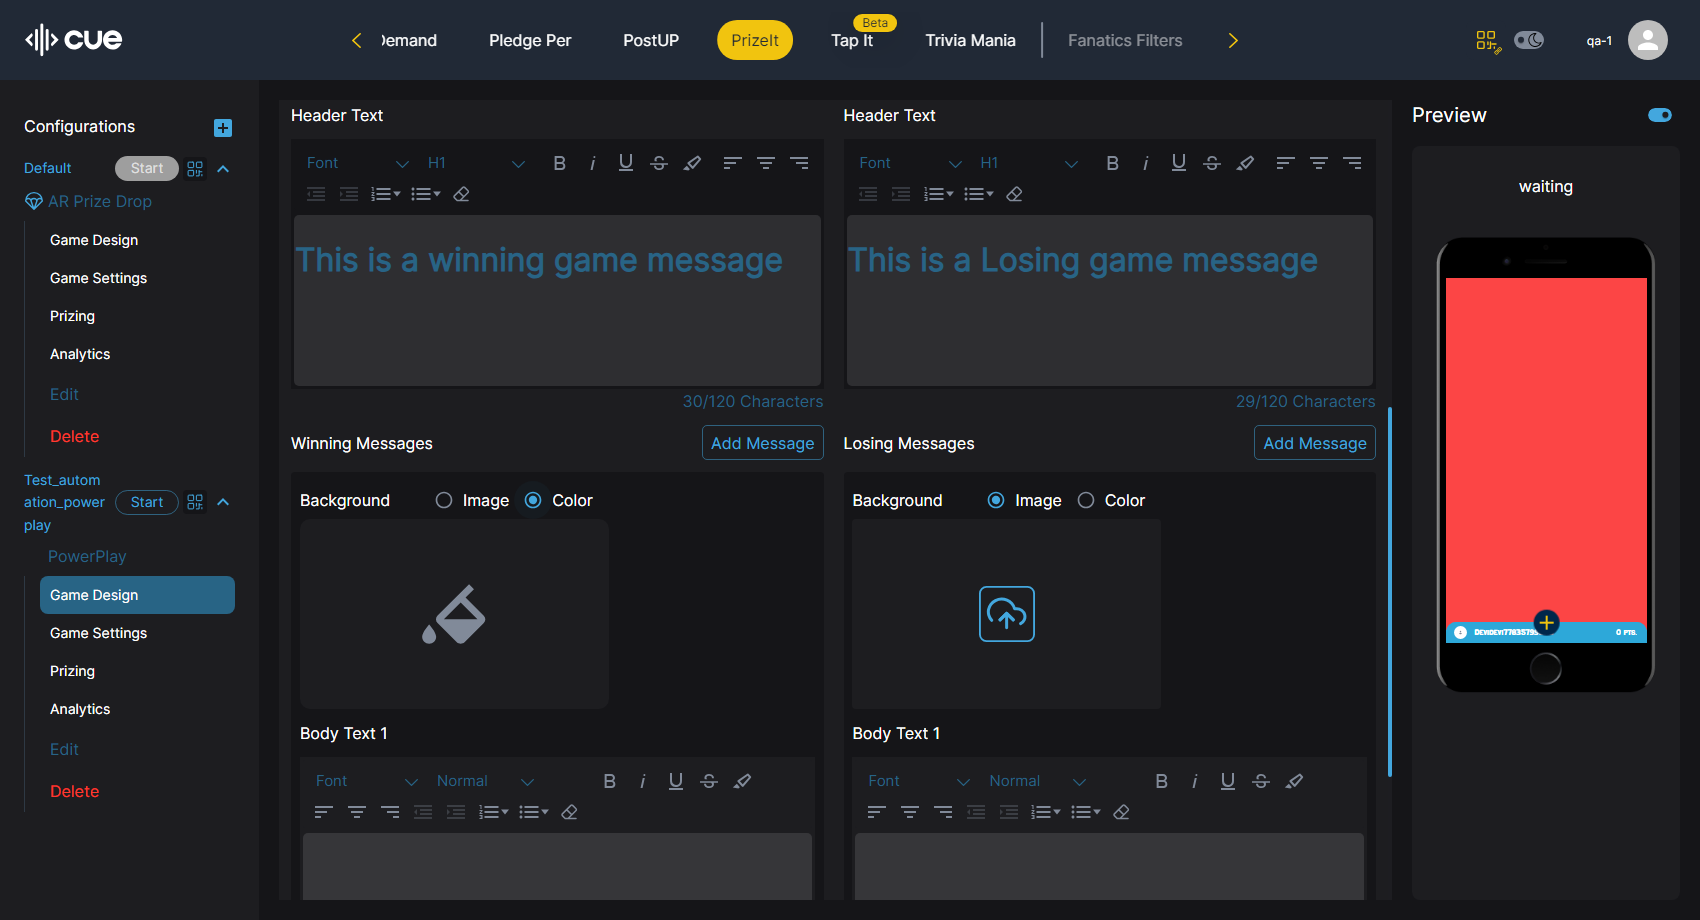 cue
Demand
Pledge Per
PostUP
PrizeIt
Beta
Tap It
Trivia Mania
Fanatics Filters
qa-1
Configurations
Default
Start
AR Prize Drop
Game Design
Game Settings
Prizing
Analytics
Edit
Delete
Test_autom
ation_power
play
Start
PowerPlay
Game Design
Game Settings
Prizing
Analytics
Edit
Delete
Header Text
Font
H1
This is a winning game message
30/120 Characters
Winning Messages
Add Message
Background
Image
Color
Body Text 1
Font
Normal
Header Text
Font
H1
This is a Losing game message
29/120 Characters
Losing Messages
Add Message
Background
Image
Color
Body Text 1
Font
Normal
Preview
waiting
0 PTS.